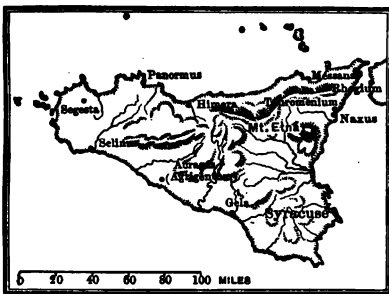 Panormus
Messana
Rhegium
Segesta
Himera
Tauromenium
Mt. Etna
Naxus
Selinus
Acragas
(Agrigentum)
Gela
Syracuse
0 20 40 60 80 100 MILES